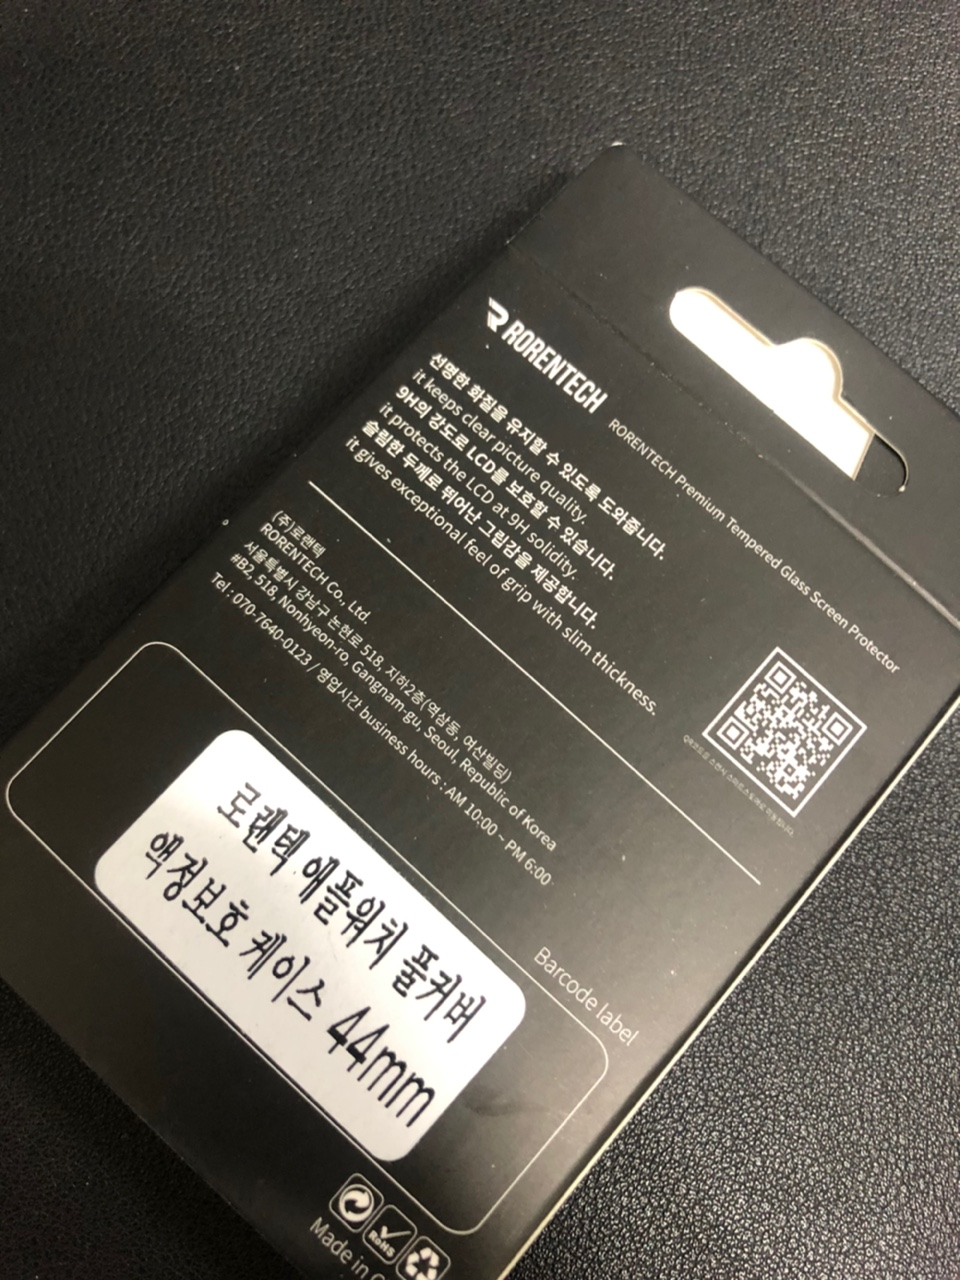 RORENTECH
RORENTECH Premium Tempered Glass Screen Protector
선명한 화질을 유지할 수 있도록 도와줍니다.
it keeps clear picture quality.
9H의 강도로 LCD를 보호할 수 있습니다.
it protects the LCD at 9H solidity.
슬림한 두께로 뛰어난 그립감을 제공합니다.
it gives exceptional feel of grip with slim thickness.
(주)로랜텍
RORENTECH Co., Ltd.
서울특별시 강남구 논현로 518, 지하2층(역삼동, 여산빌딩)
#B2, 518, Nonhyeon-ro, Gangnam-gu, Seoul, Republic of Korea
Tel : 070-7640-0123 / 영업시간 business hours : AM 10:00 ~ PM 6:00
Barcode label
로랜텍 애플워치 풀커버
액정보호 케이스 44mm
RoHS
Made in